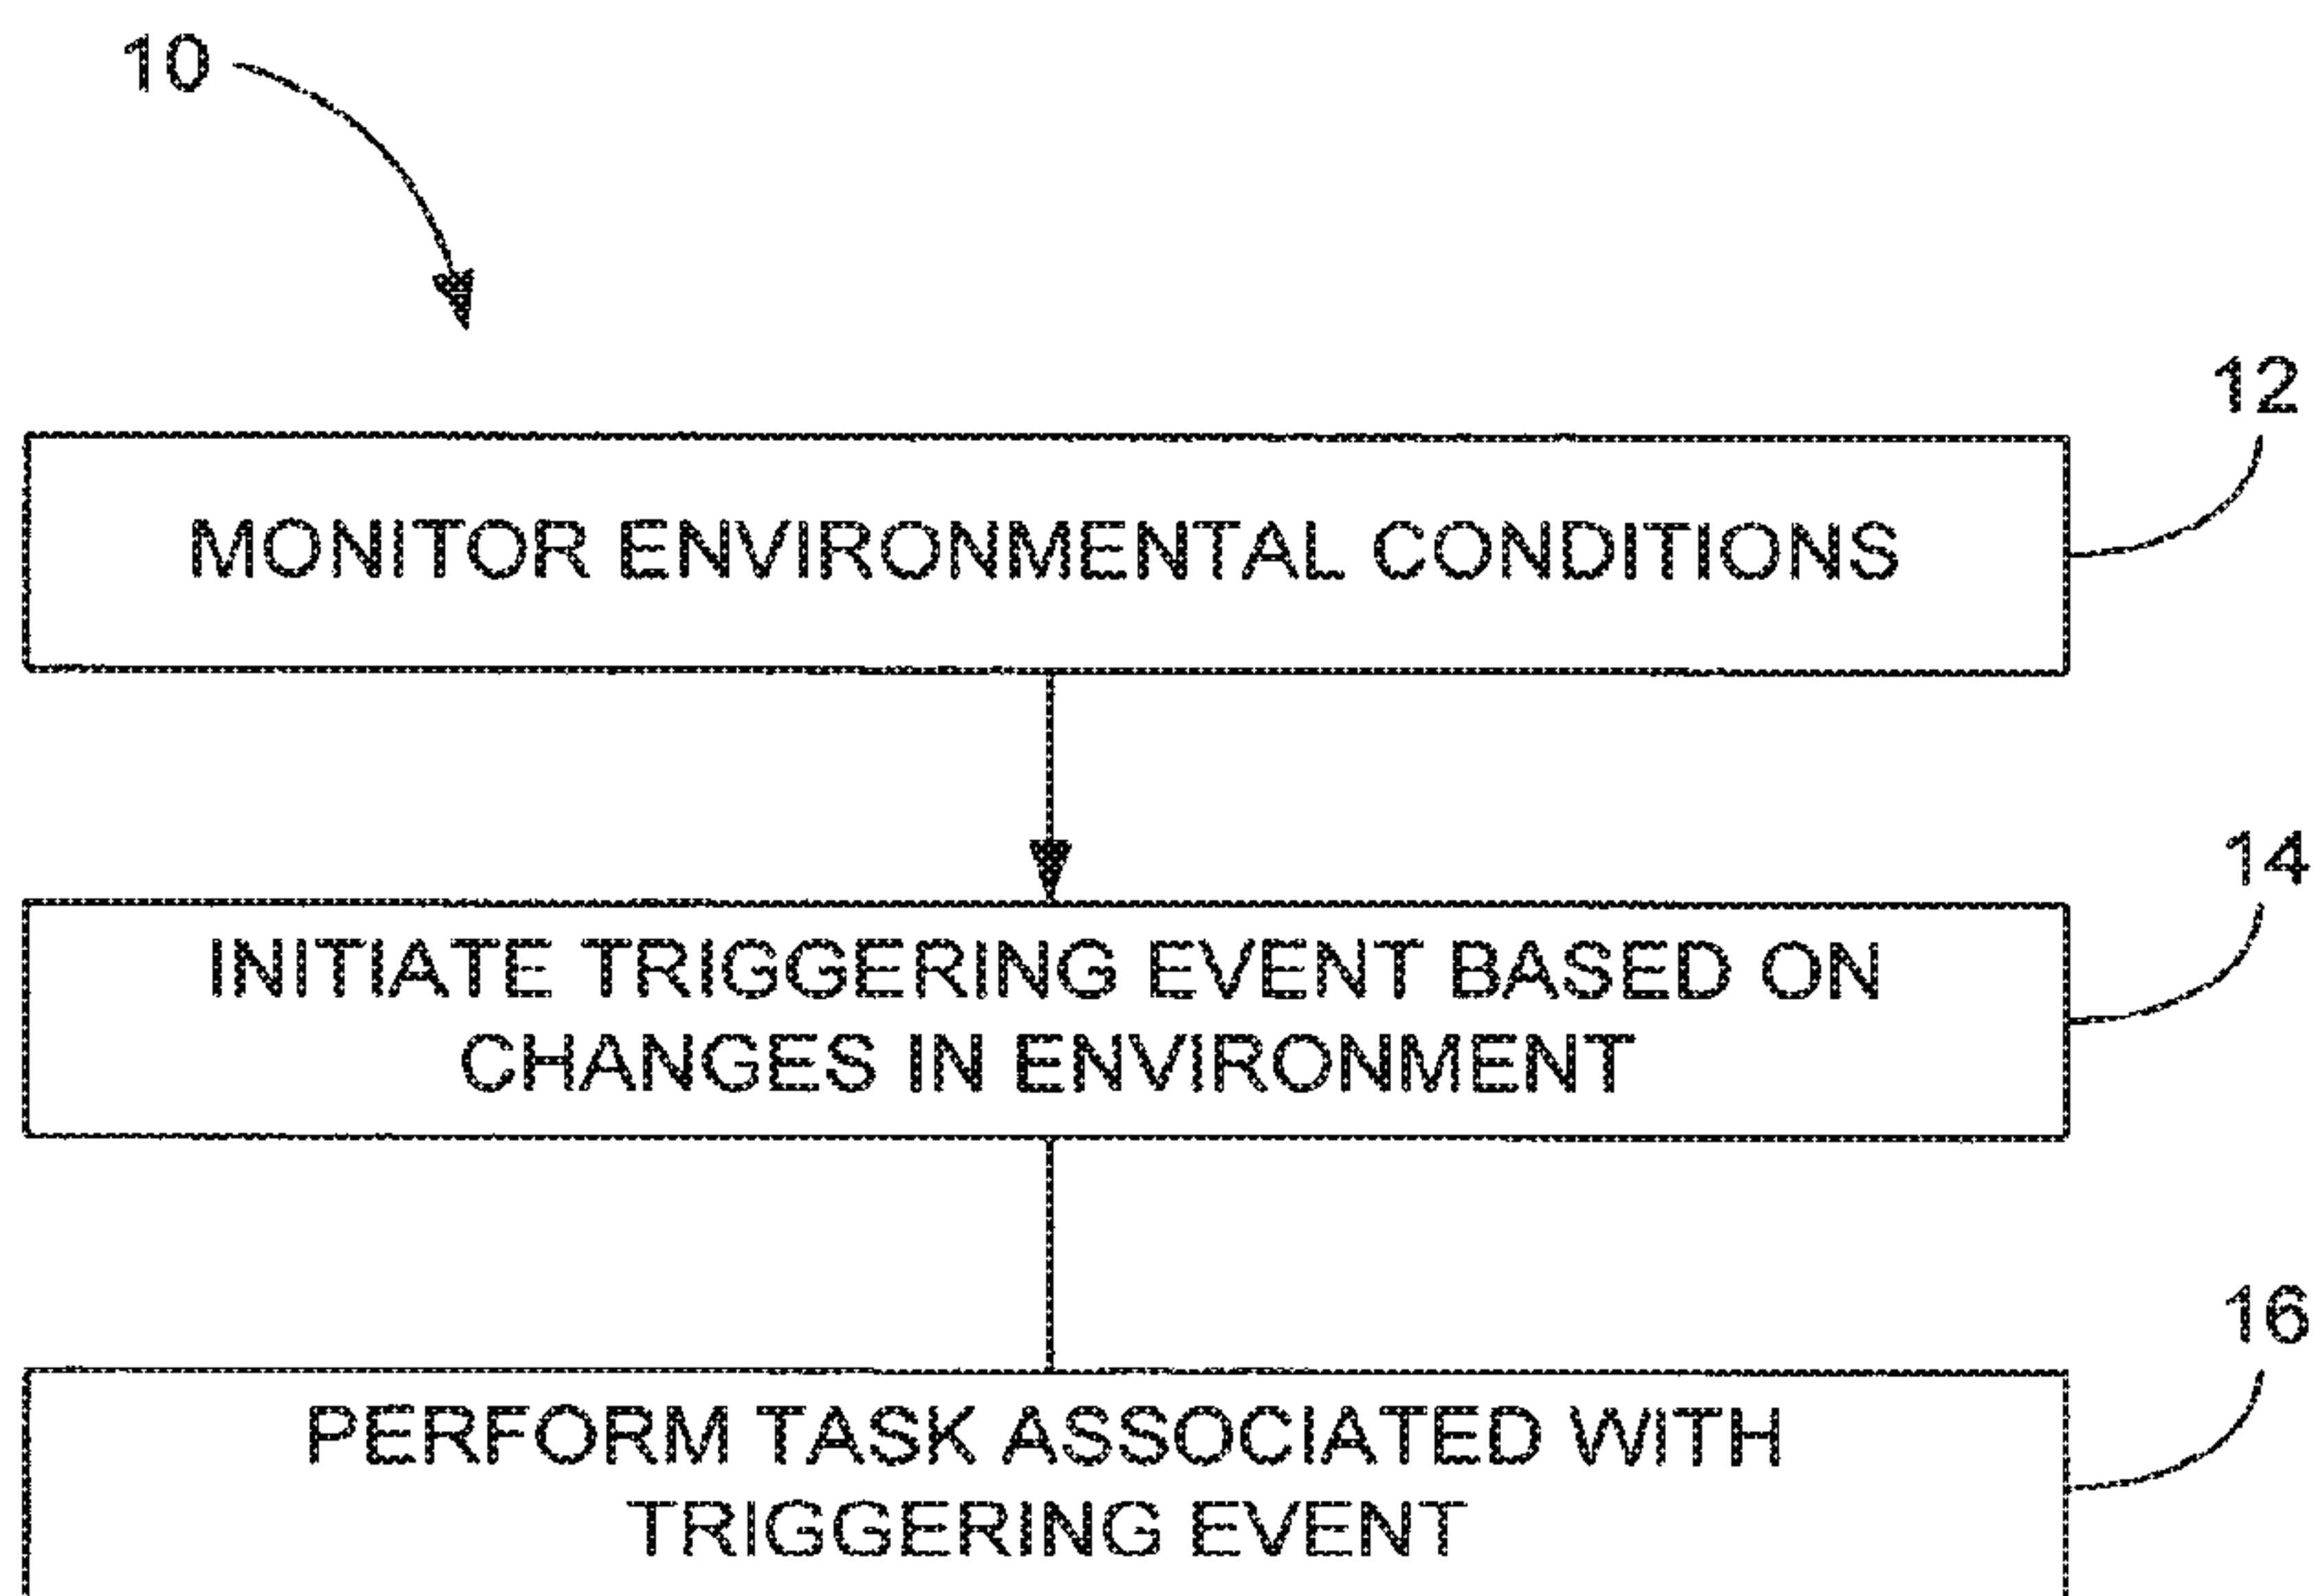 10
12
MONITOR ENVIRONMENTAL CONDITIONS
14
INITIATE TRIGGERING EVENT BASED ON
CHANGES IN ENVIRONMENT
16
PERFORM TASK ASSOCIATED WITH
TRIGGERING EVENT